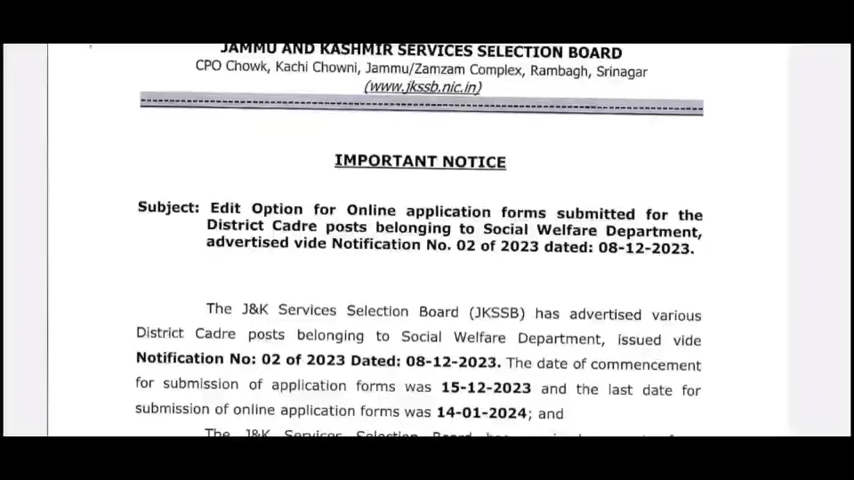 JAMMU AND KASHMIR SERVICES SELECTION BOARD
CPO Chowk, Kachi Chowni, Jammu/Zamzam Complex, Rambagh, Srinagar
(www.jkssb.nic.in)
IMPORTANT NOTICE
Subject: Edit Option for Online application forms submitted for the
District Cadre posts belonging to Social Welfare Department,
advertised vide Notification No. 02 of 2023 dated: 08-12-2023.
The J&K Services Selection Board (JKSSB) has advertised various
District Cadre posts belonging to Social Welfare Department, issued vide
Notification No: 02 of 2023 Dated: 08-12-2023. The date of commencement
for submission of application forms was 15-12-2023 and the last date for
submission of online application forms was 14-01-2024; and
The J&K Services Selection Board has